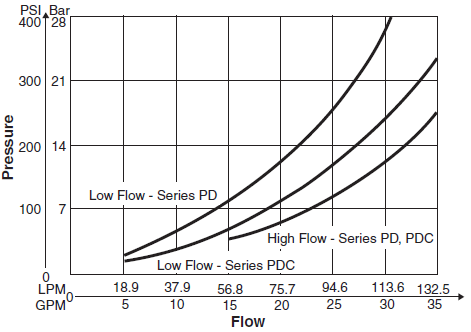 PSI Bar
400 28
300 21
200 14
100 7
0
Pressure
Low Flow - Series PD
High Flow - Series PD, PDC
Low Flow - Series PDC
LPM 0 18.9 37.9 56.8 75.7 94.6 113.6 132.5
GPM 5 10 15 20 25 30 35
Flow